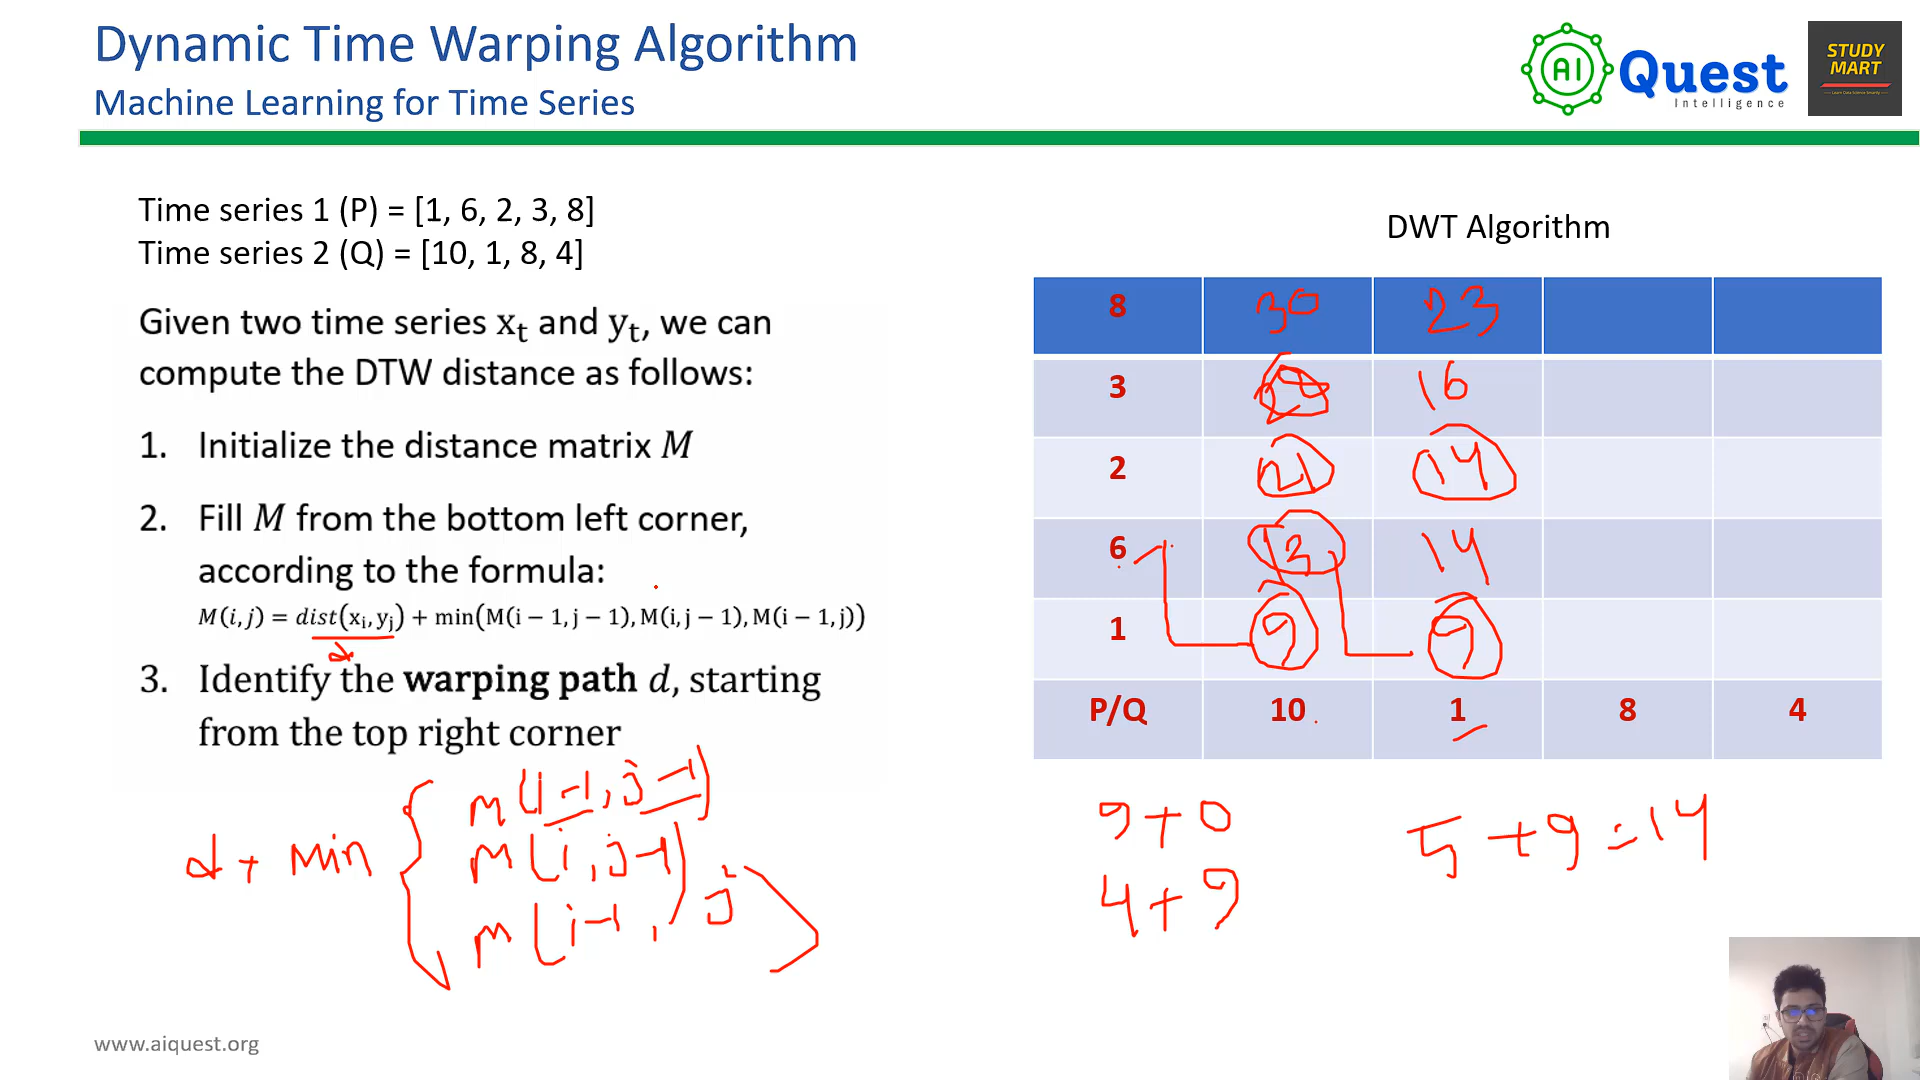 Dynamic Time Warping Algorithm
Machine Learning for Time Series
AI Quest
Intelligence
STUDY
MART
Time series 1 (P) = [1, 6, 2, 3, 8]
Time series 2 (Q) = [10, 1, 8, 4]
Given two time series xₜ and yₜ, we can
compute the DTW distance as follows:
1. Initialize the distance matrix M
2. Fill M from the bottom left corner,
according to the formula:
M(i, j) = dist(xᵢ, yⱼ) + min(M(i − 1, j − 1), M(i, j − 1), M(i − 1, j))
d
3. Identify the warping path d, starting
from the top right corner
d + min { m(i-1, j-1)
m(i, j-1)
m(i-1, j)
DWT Algorithm
8 30 23
3 16
2 21 14
6 13 14
1 9 9
P/Q 10 1 8 4
9+0
4+9
5+9=14
www.aiquest.org